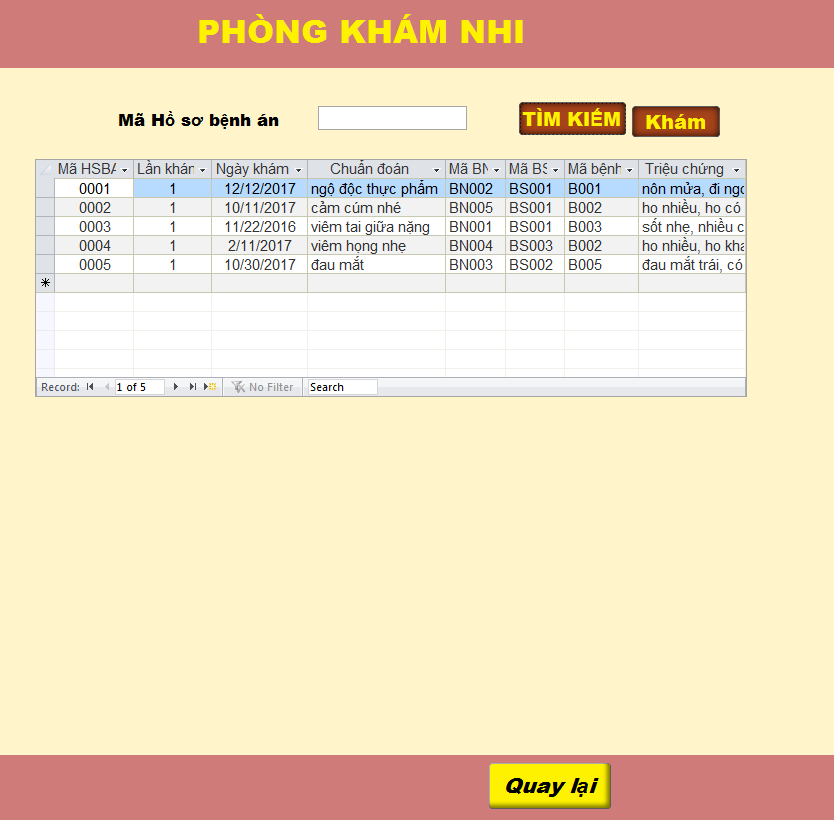 PHÒNG KHÁM NHI
Mã Hồ sơ bệnh án TÌM KIẾM Khám
Mã HSBA Lần khán Ngày khám Chuẩn đoán Mã BN Mã BS Mã bệnh Triệu chứng
0001 1 12/12/2017 ngộ độc thực phẩm BN002 BS001 B001 nôn mửa, đi ngo
0002 1 10/11/2017 cảm cúm nhé BN005 BS001 B002 ho nhiều, ho có
0003 1 11/22/2016 viêm tai giữa nặng BN001 BS001 B003 sốt nhẹ, nhiều c
0004 1 2/11/2017 viêm họng nhẹ BN004 BS003 B002 ho nhiều, ho kha
0005 1 10/30/2017 đau mắt BN003 BS002 B005 đau mắt trái, có
Record: 1 of 5 No Filter Search
Quay lại